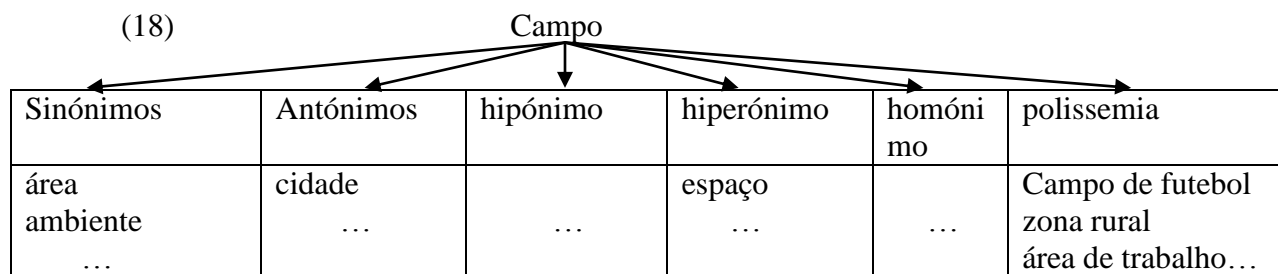 (18) Campo
Sinónimos Antónimos hipónimo hiperónimo homóni
mo polissemia
área cidade espaço Campo de futebol
ambiente … … … … zona rural
… área de trabalho…